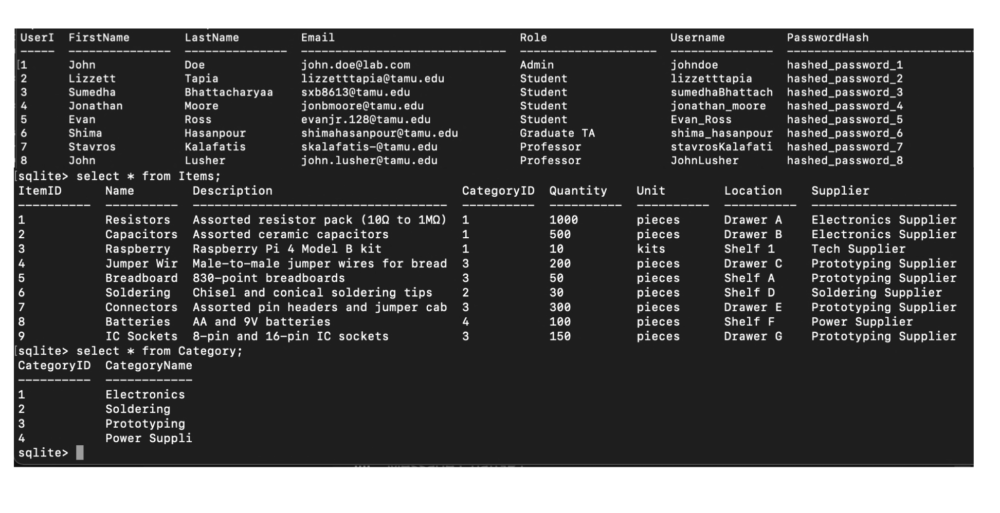 UserI FirstName LastName Email Role Username PasswordHash
----- --------------- --------------- ------------------------------ -------------------- --------------- ----------------------------
[1 John Doe john.doe@lab.com Admin johndoe hashed_password_1
2 Lizzett Tapia lizzetttapia@tamu.edu Student lizzetttapia hashed_password_2
3 Sumedha Bhattacharyaa sxb8613@tamu.edu Student sumedhaBhattach hashed_password_3
4 Jonathan Moore jonbmoore@tamu.edu Student jonathan_moore hashed_password_4
5 Evan Ross evanjr.128@tamu.edu Student Evan_Ross hashed_password_5
6 Shima Hasanpour shimahasanpour@tamu.edu Graduate TA shima_hasanpour hashed_password_6
7 Stavros Kalafatis skalafatis-@tamu.edu Professor stavrosKalafati hashed_password_7
8 John Lusher john.lusher@tamu.edu Professor JohnLusher hashed_password_8
[sqlite> select * from Items;
ItemID Name Description CategoryID Quantity Unit Location Supplier
---------- ---------- ----------------------------------- ---------- ---------- ---------- ---------- --------------------
1 Resistors Assorted resistor pack (10Ω to 1MΩ) 1 1000 pieces Drawer A Electronics Supplier
2 Capacitors Assorted ceramic capacitors 1 500 pieces Drawer B Electronics Supplier
3 Raspberry Raspberry Pi 4 Model B kit 1 10 kits Shelf 1 Tech Supplier
4 Jumper Wir Male-to-male jumper wires for bread 3 200 pieces Drawer C Prototyping Supplier
5 Breadboard 830-point breadboards 3 50 pieces Shelf A Prototyping Supplier
6 Soldering Chisel and conical soldering tips 2 30 pieces Shelf D Soldering Supplier
7 Connectors Assorted pin headers and jumper cab 3 300 pieces Drawer E Prototyping Supplier
8 Batteries AA and 9V batteries 4 100 pieces Shelf F Power Supplier
9 IC Sockets 8-pin and 16-pin IC sockets 3 150 pieces Drawer G Prototyping Supplier
[sqlite> select * from Category;
CategoryID CategoryName
---------- ------------
1 Electronics
2 Soldering
3 Prototyping
4 Power Suppli
sqlite>